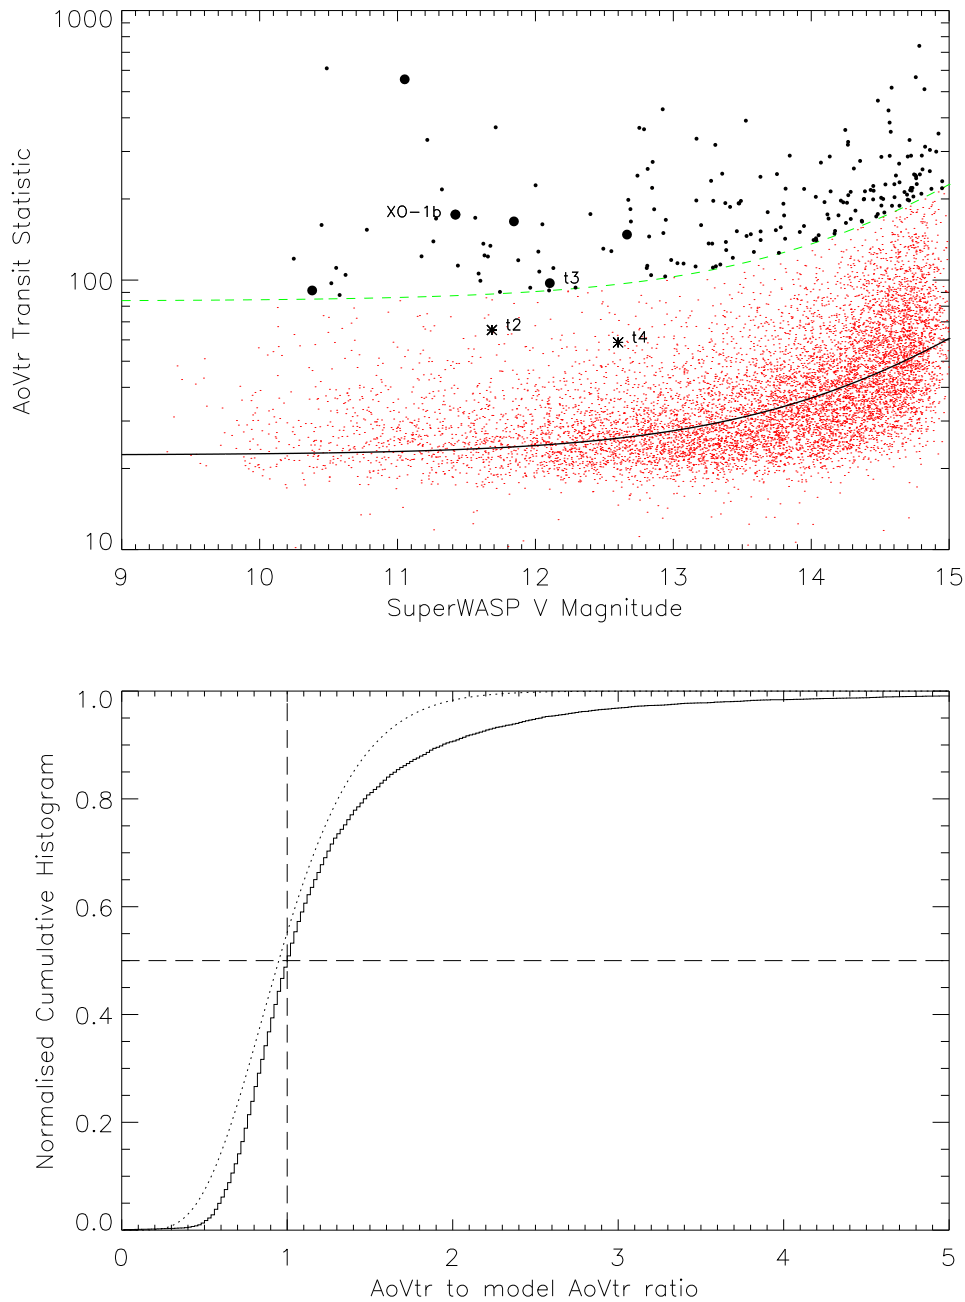 1000
100
10
AoVtr Transit Statistic
XO-1b
t3
t2
t4
9 10 11 12 13 14 15
SuperWASP V Magnitude
1.0
0.8
0.6
0.4
0.2
0.0
Normalised Cumulative Histogram
0 1 2 3 4 5
AoVtr to model AoVtr ratio